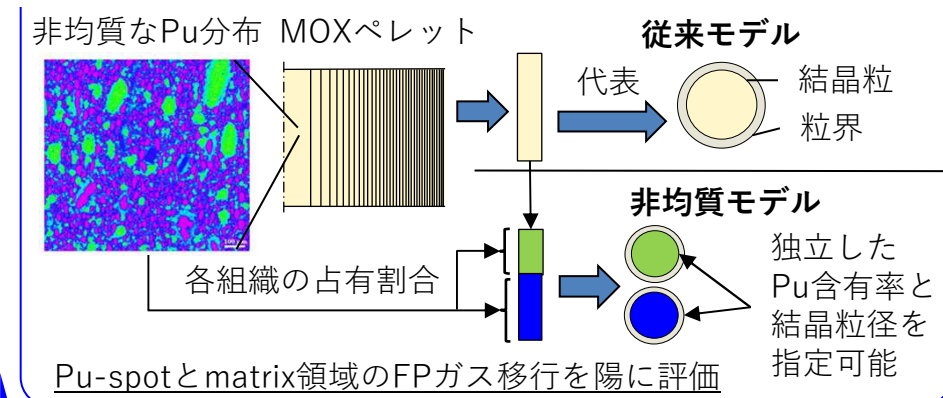 非均質なPu分布
MOXペレット
従来モデル
代表
結晶粒
粒界
非均質モデル
各組織の占有割合
独立した
Pu含有率と
結晶粒径を
指定可能
Pu-spotとmatrix領域のFPガス移行を陽に評価